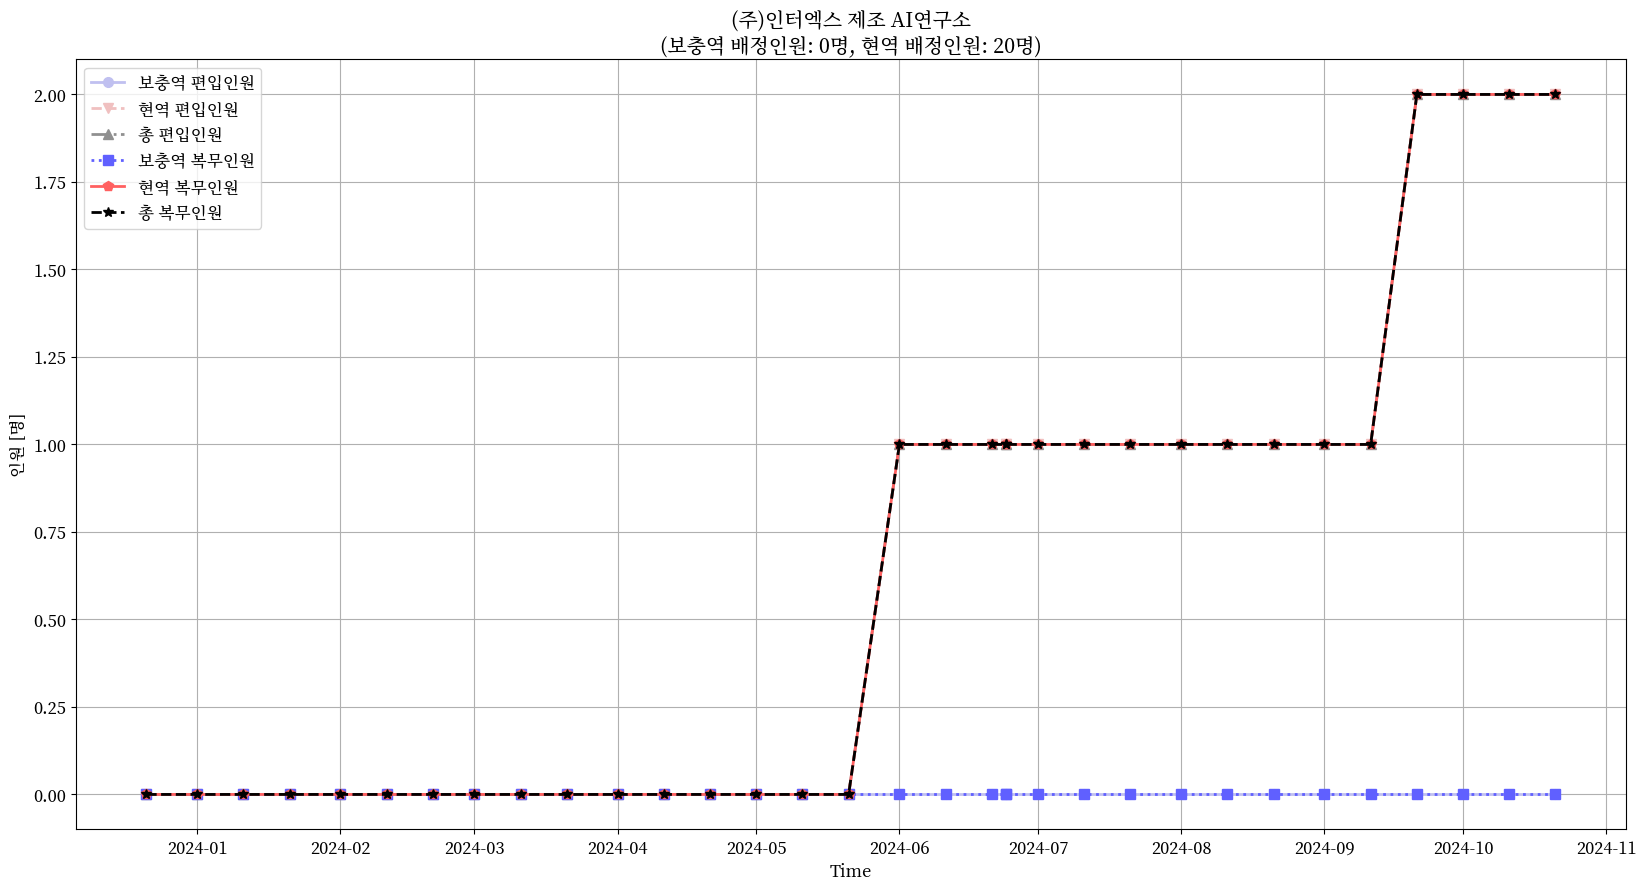 (주)인터엑스 제조 AI연구소
(보충역 배정인원: 0명, 현역 배정인원: 20명)
보충역 편입인원
현역 편입인원
총 편입인원
보충역 복무인원
현역 복무인원
총 복무인원
인원 [명]
2.00
1.75
1.50
1.25
1.00
0.75
0.50
0.25
0.00
2024-01 2024-02 2024-03 2024-04 2024-05 2024-06 2024-07 2024-08 2024-09 2024-10 2024-11
Time